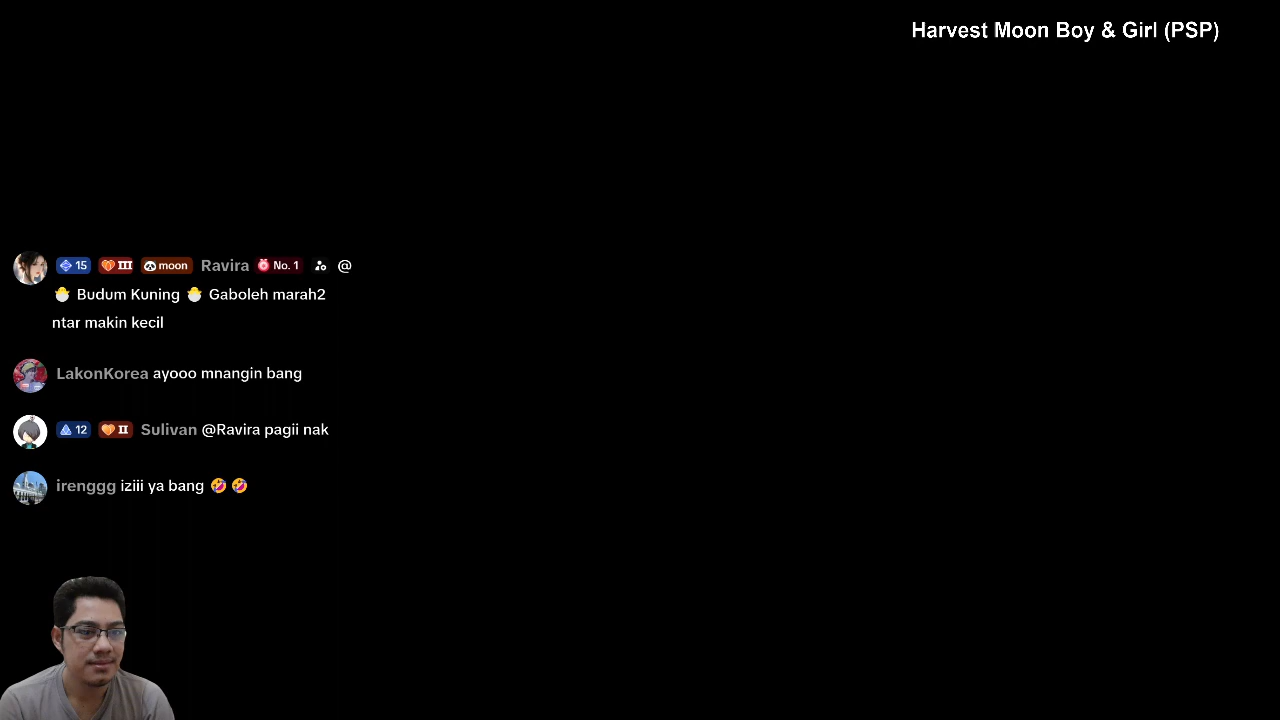 Harvest Moon Boy & Girl (PSP)
15 III moon Ravira No. 1 @
🐣 Budum Kuning 🐣 Gaboleh marah2
ntar makin kecil
LakonKorea ayooo mnangin bang
12 II Sulivan @Ravira pagii nak
irenggg iziii ya bang 🤣 🤣